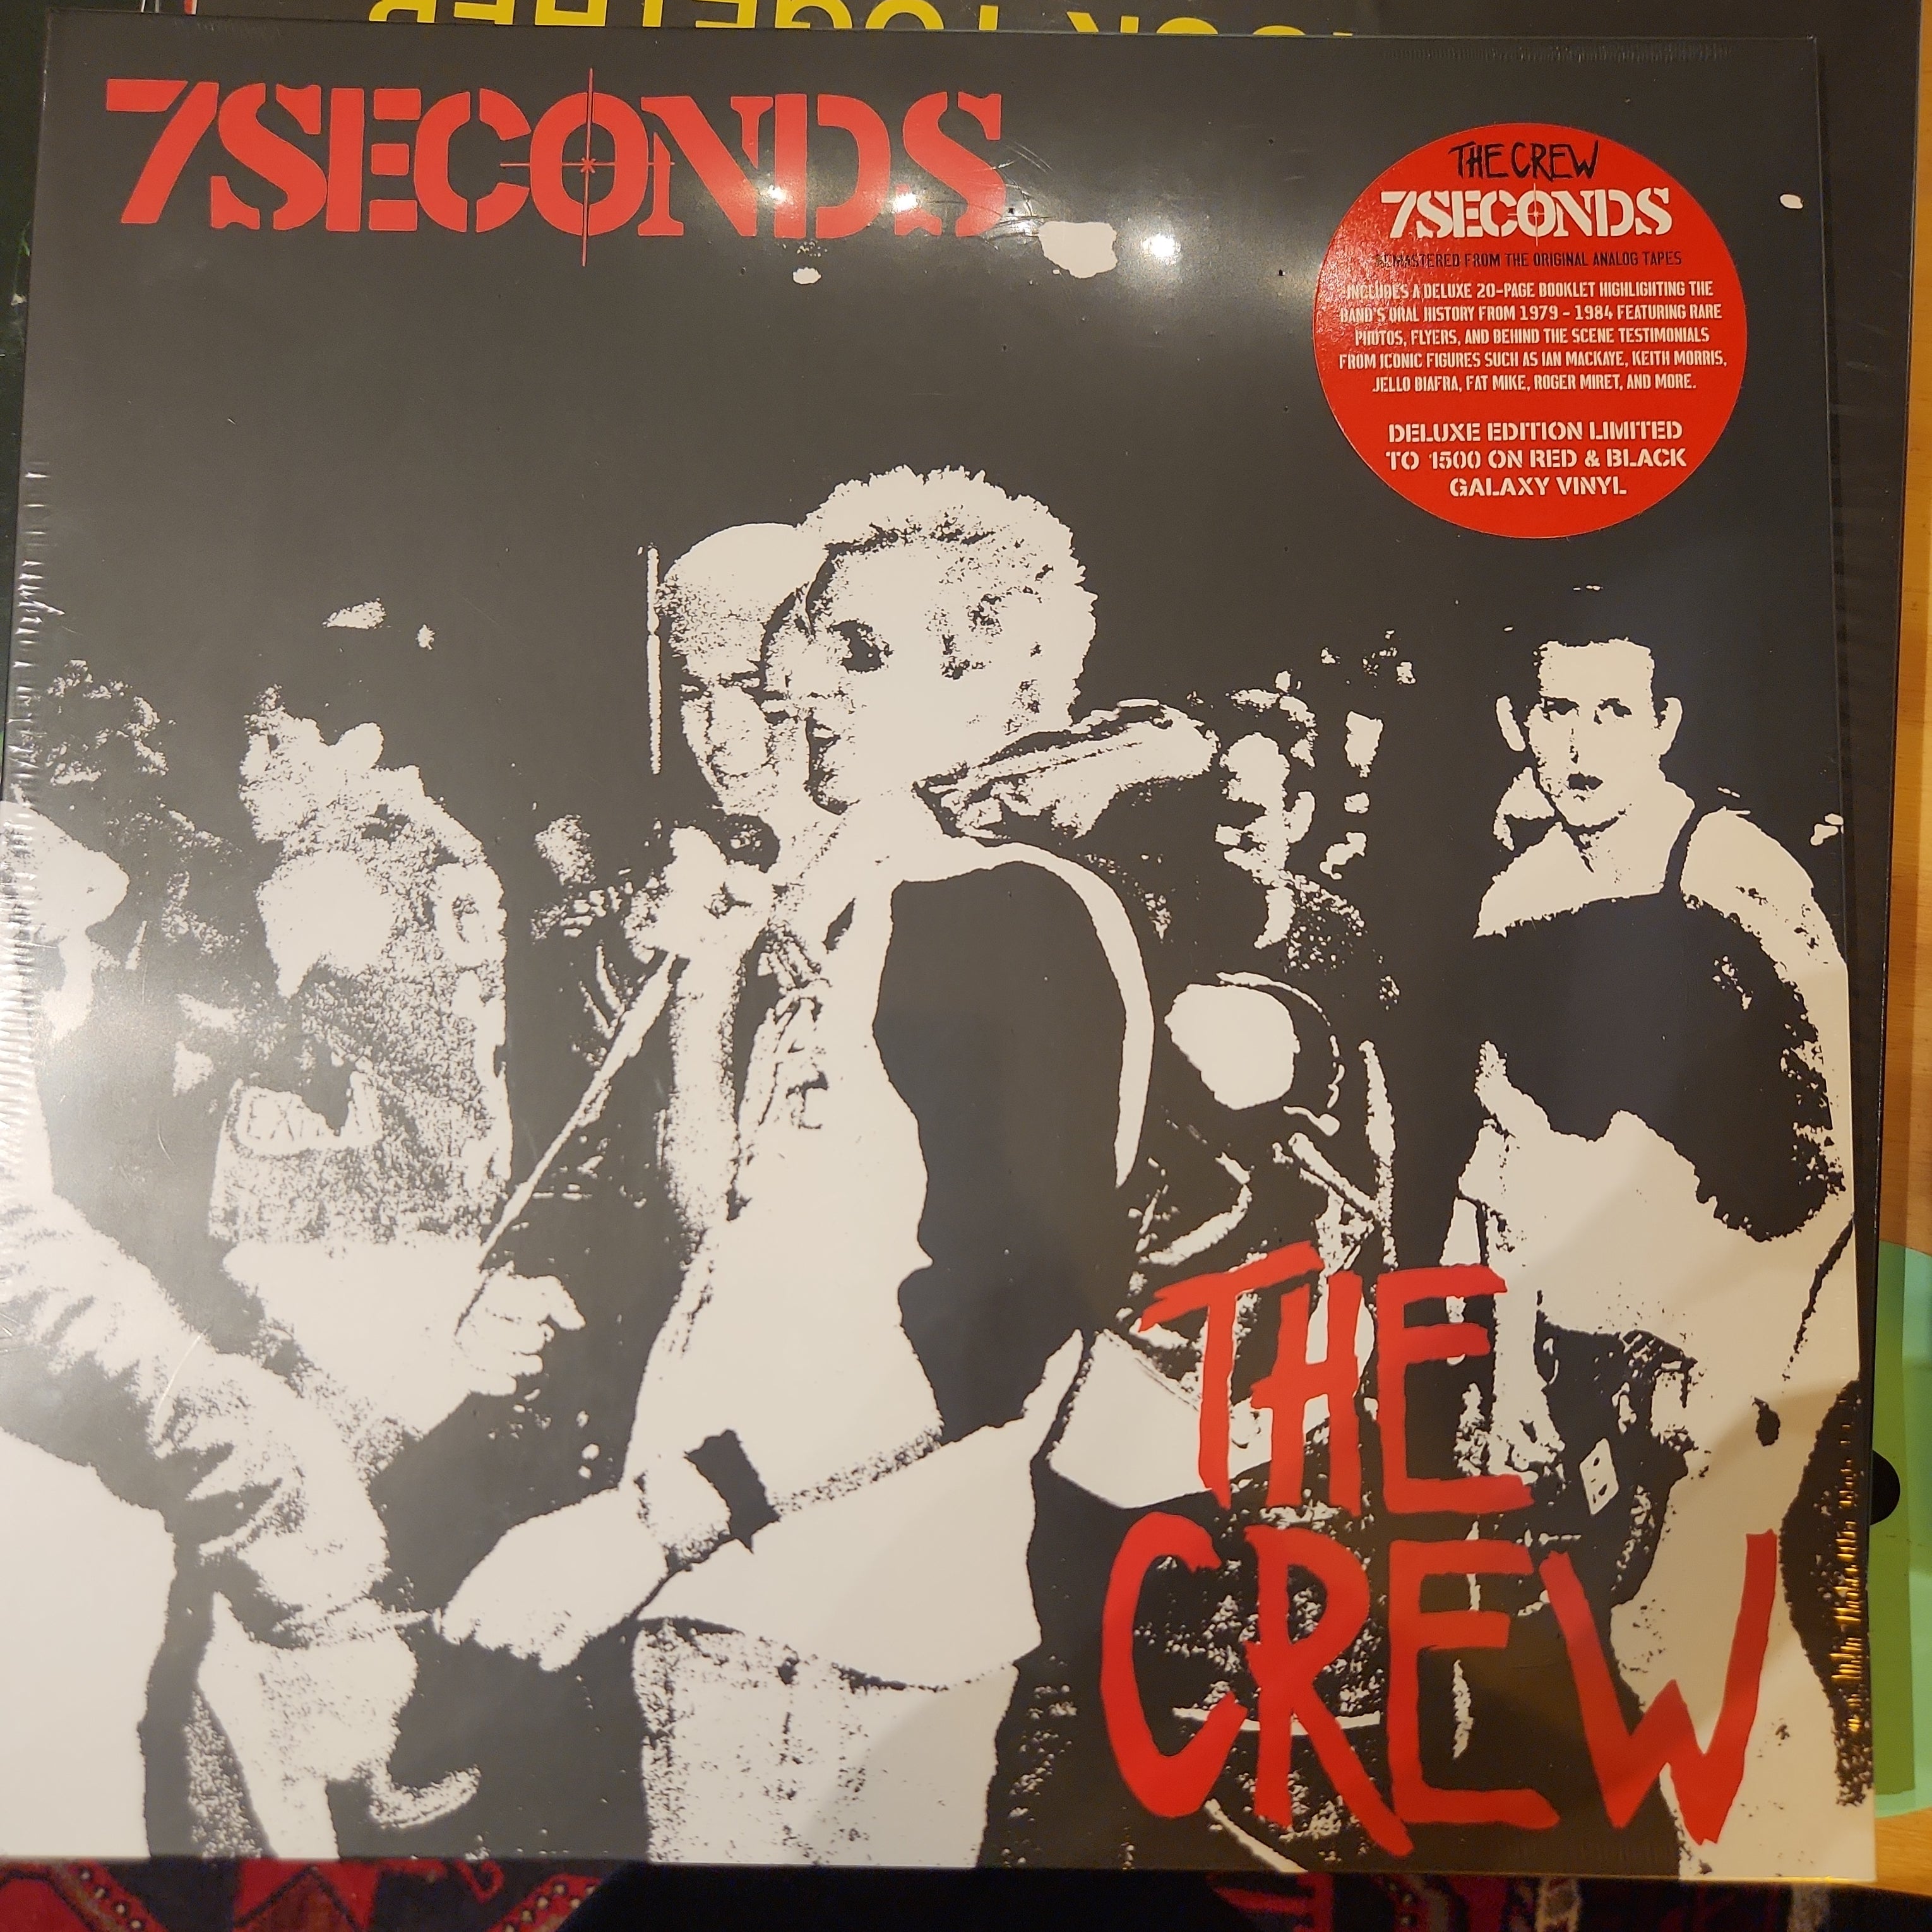 WORK TOGETHER
7SECONDS
THE CREW
7SECONDS
REMASTERED FROM THE ORIGINAL ANALOG TAPES
INCLUDES A DELUXE 20-PAGE BOOKLET HIGHLIGHTING THE
BAND'S ORAL HISTORY FROM 1979 - 1984 FEATURING RARE
PHOTOS, FLYERS, AND BEHIND THE SCENE TESTIMONIALS
FROM ICONIC FIGURES SUCH AS IAN MACKAYE, KEITH MORRIS,
JELLO BIAFRA, FAT MIKE, ROGER MIRET, AND MORE.
DELUXE EDITION LIMITED
TO 1500 ON RED & BLACK
GALAXY VINYL
THE
CREW